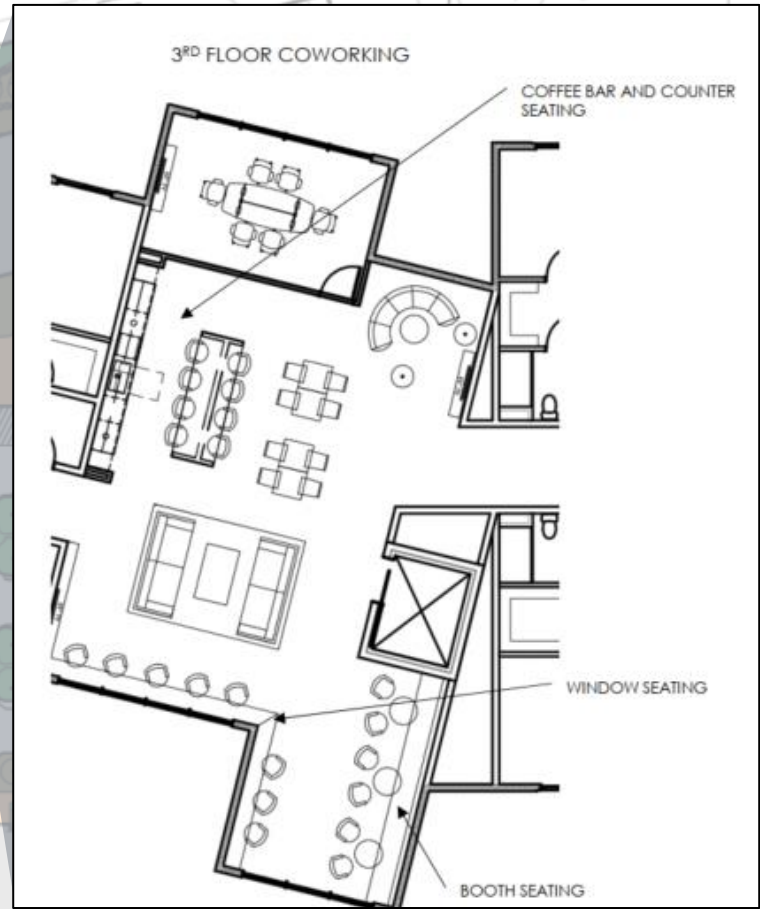 3RD FLOOR COWORKING
COFFEE BAR AND COUNTER
SEATING
WINDOW SEATING
BOOTH SEATING